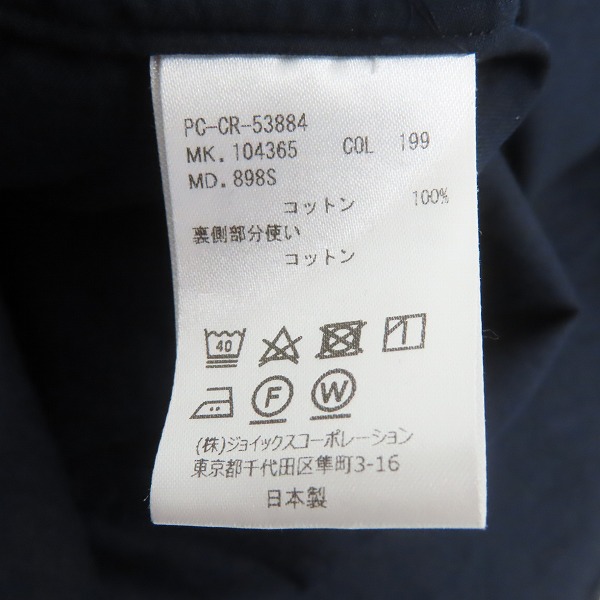 PC-CR-53884
MK. 104365 COL 199
MD. 898S
コットン 100%
裏側部分使い
コットン
40
F W
(株)ジョイックスコーポレーション
東京都千代田区隼町3-16
日本製